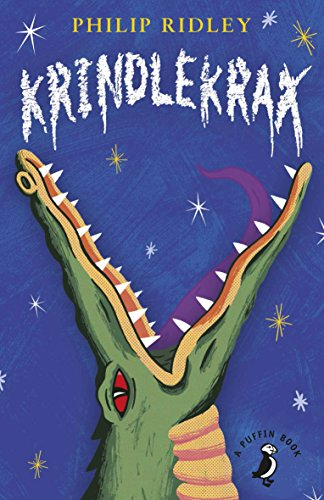 PHILIP RIDLEY
KRINDLEKRAX
A PUFFIN BOOK